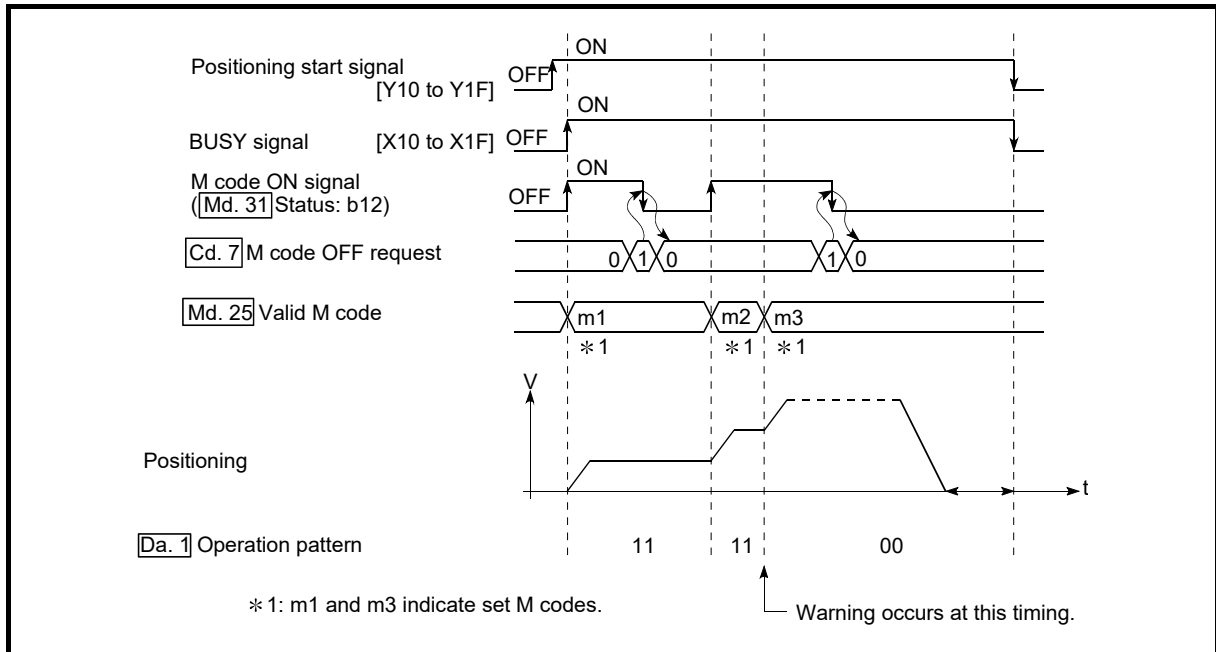 ON
Positioning start signal
OFF
[Y10 to Y1F]
ON
BUSY signal [X10 to X1F] OFF
ON
M code ON signal
OFF
(Md. 31 Status: b12)
Cd. 7 M code OFF request 0 1 0 1 0
Md. 25 Valid M code m1 m2 m3
*1 *1 *1
V
Positioning
t
Da. 1 Operation pattern 11 11 00
*1: m1 and m3 indicate set M codes.
Warning occurs at this timing.